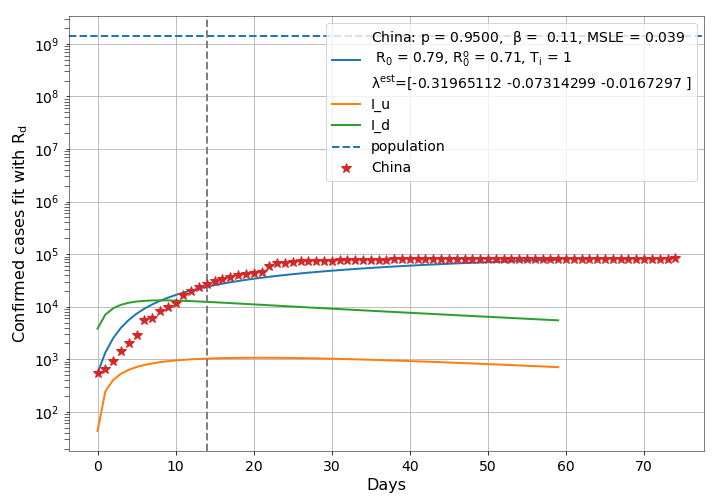 China: p = 0.9500,  β =  0.11, MSLE = 0.039
R₀ = 0.79, R₀ᵒ = 0.71, Tᵢ = 1
λᵉˢᵗ=[-0.31965112 -0.07314299 -0.0167297 ]
I_u
I_d
population
China
Confirmed cases fit with R_d
10⁹
10⁸
10⁷
10⁶
10⁵
10⁴
10³
10²
0 10 20 30 40 50 60 70
Days